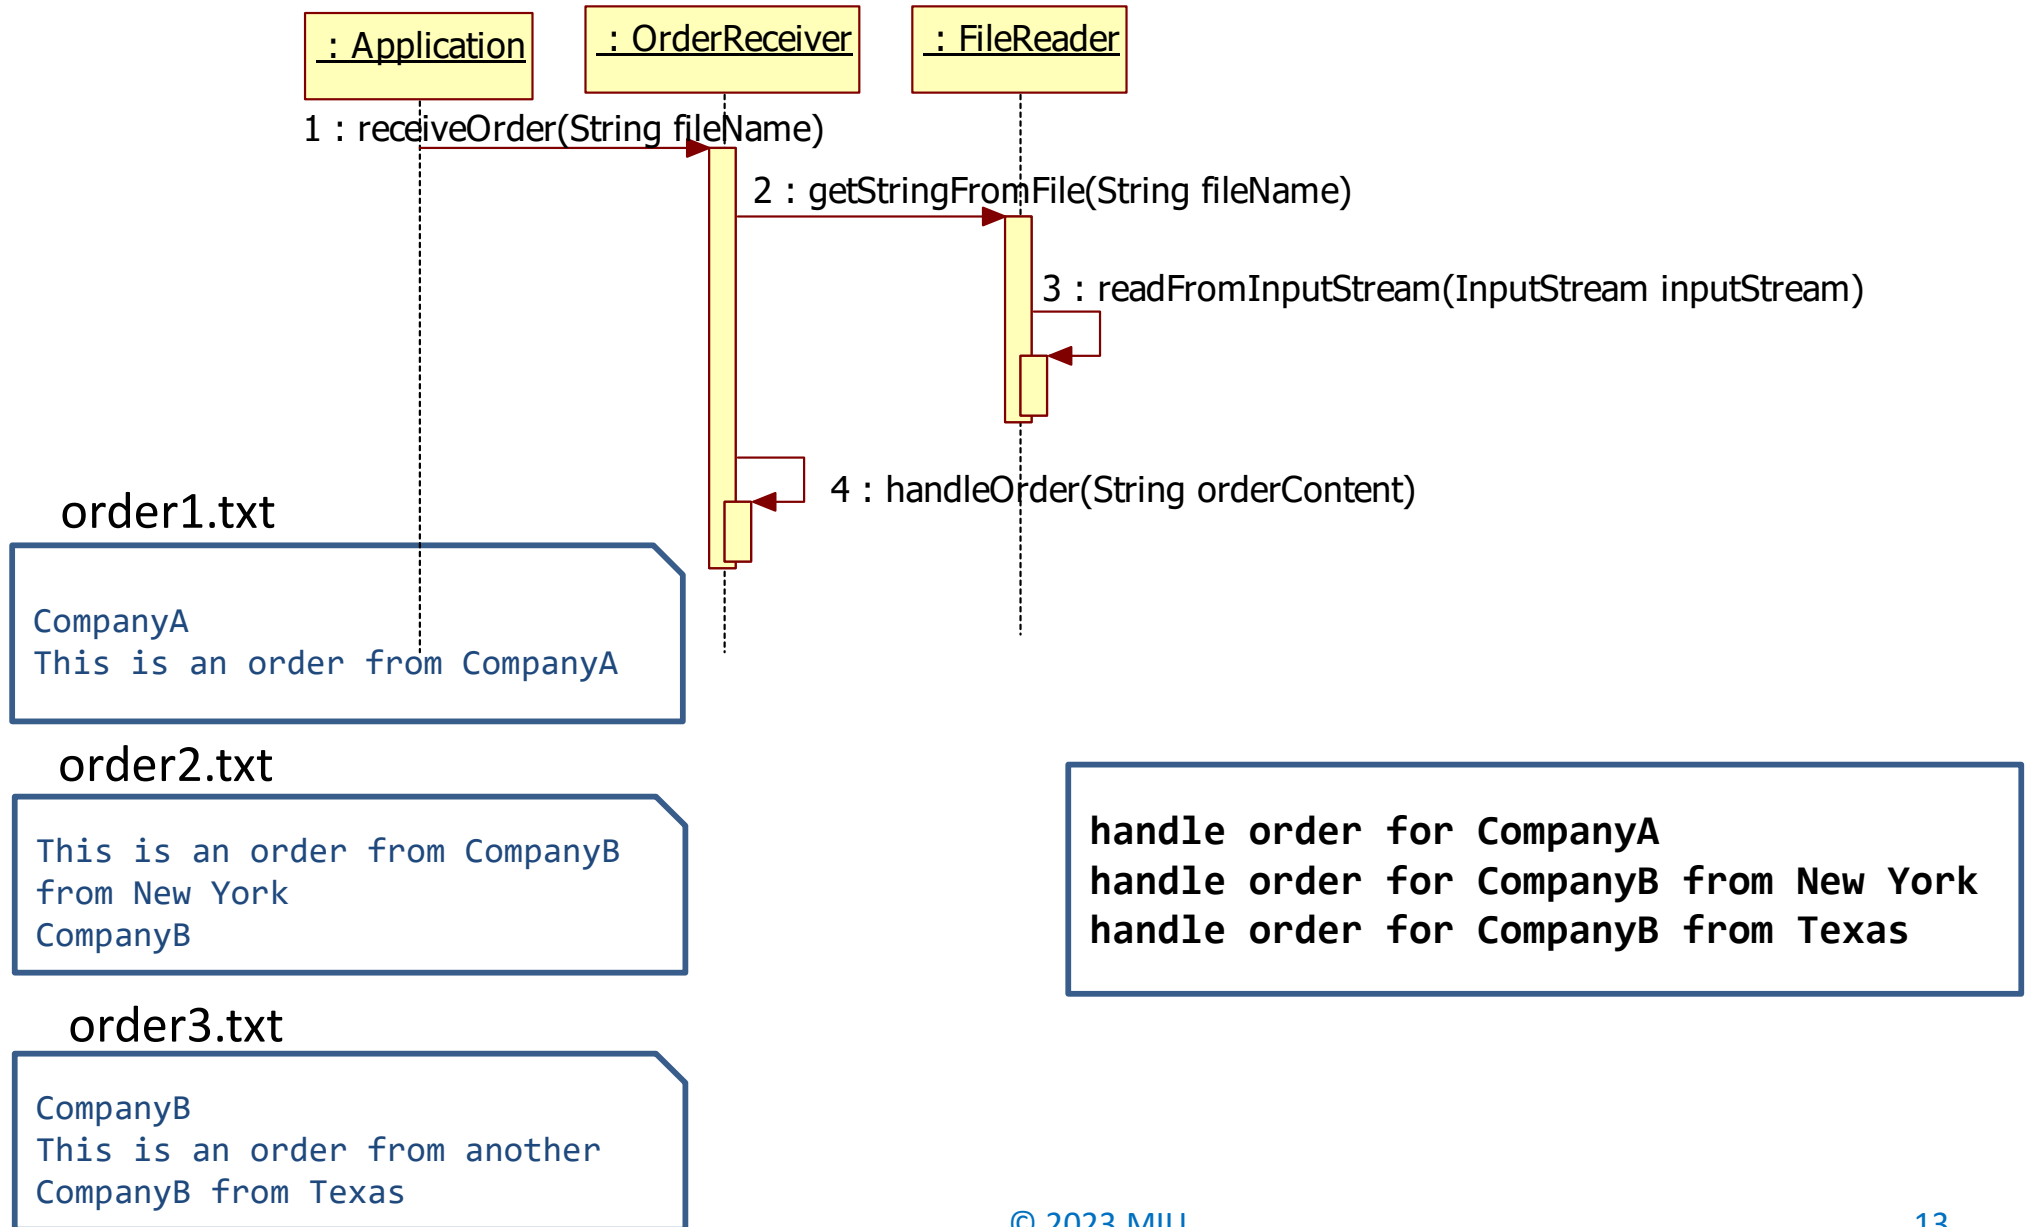 : Application
: OrderReceiver
: FileReader
1 : receiveOrder(String fileName)
2 : getStringFromFile(String fileName)
3 : readFromInputStream(InputStream inputStream)
4 : handleOrder(String orderContent)
order1.txt
CompanyA
This is an order from CompanyA
order2.txt
This is an order from CompanyB
from New York
CompanyB
handle order for CompanyA
handle order for CompanyB from New York
handle order for CompanyB from Texas
order3.txt
CompanyB
This is an order from another
CompanyB from Texas
© 2023 MIU
13